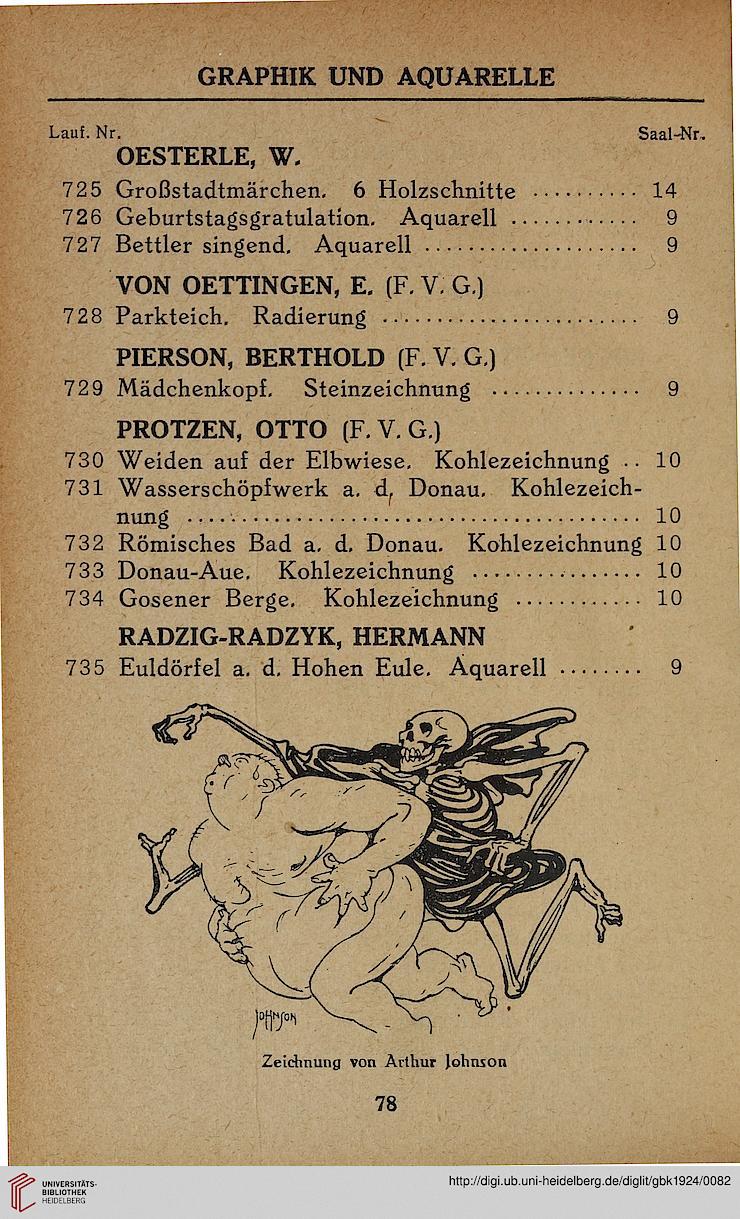 GRAPHIK UND AQUARELLE
Lauf. Nr. Saal-Nr.
OESTERLE, W.
725 Großstadtmärchen. 6 Holzschnitte .......... 14
726 Geburtstagsgratulation. Aquarell ............ 9
727 Bettler singend. Aquarell .................... 9
VON OETTINGEN, E. (F. V. G.)
728 Parkteich. Radierung ........................ 9
PIERSON, BERTHOLD (F. V. G.)
729 Mädchenkopf. Steinzeichnung .............. 9
PROTZEN, OTTO (F. V. G.)
730 Weiden auf der Elbwiese. Kohlezeichnung .. 10
731 Wasserschöpfwerk a. d. Donau. Kohlezeich-
nung .......................................... 10
732 Römisches Bad a. d. Donau. Kohlezeichnung 10
733 Donau-Aue. Kohlezeichnung ................ 10
734 Gosener Berge. Kohlezeichnung ............ 10
RADZIG-RADZYK, HERMANN
735 Euldörfel a. d. Hohen Eule. Aquarell ........ 9
JOHNSON
Zeichnung von Arthur Johnson
78
UNIVERSITÄTS-
BIBLIOTHEK
HEIDELBERG
http://digi.ub.uni-heidelberg.de/diglit/gbk1924/0082